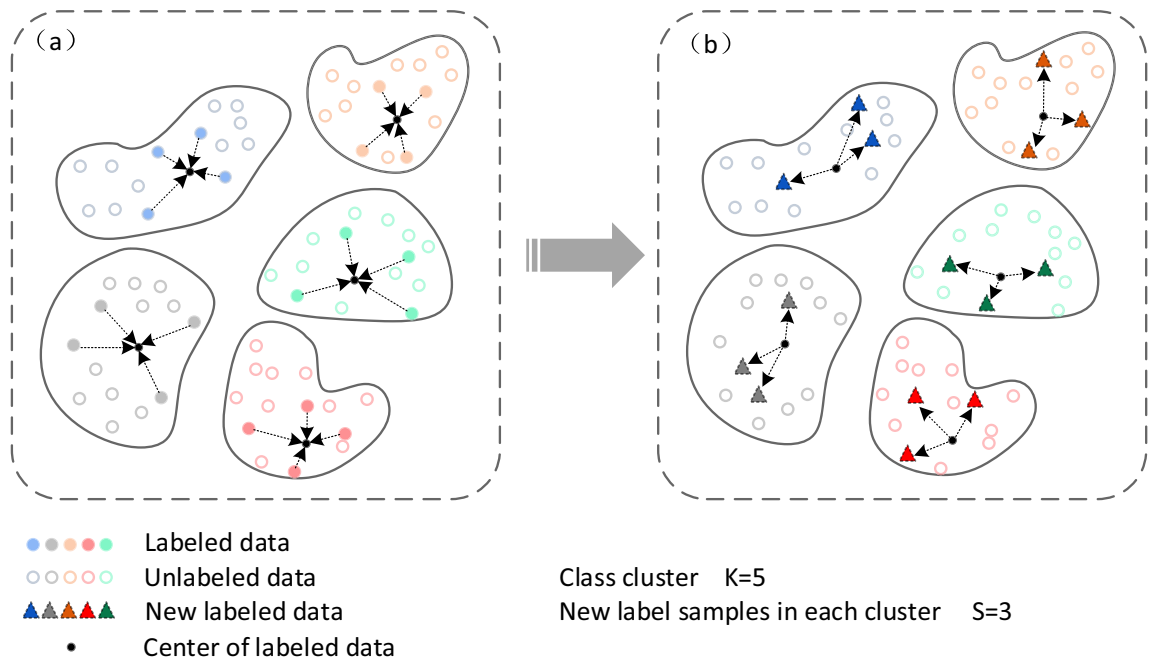 （a）
（b）
Labeled data
Unlabeled data
New labeled data
Center of labeled data
Class cluster K=5
New label samples in each cluster S=3